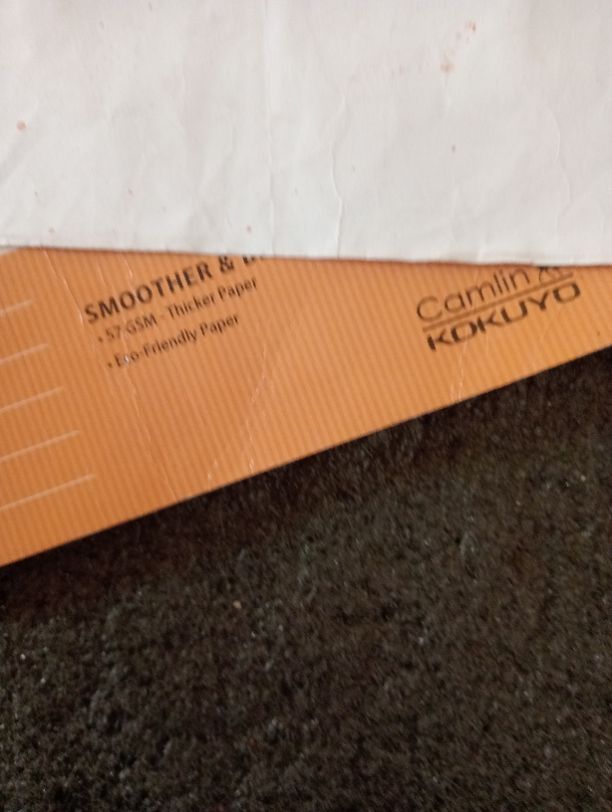 SMOOTHER &
• 57 GSM - Thicker Paper
• Eco-Friendly Paper
Camlin
KOKUYO